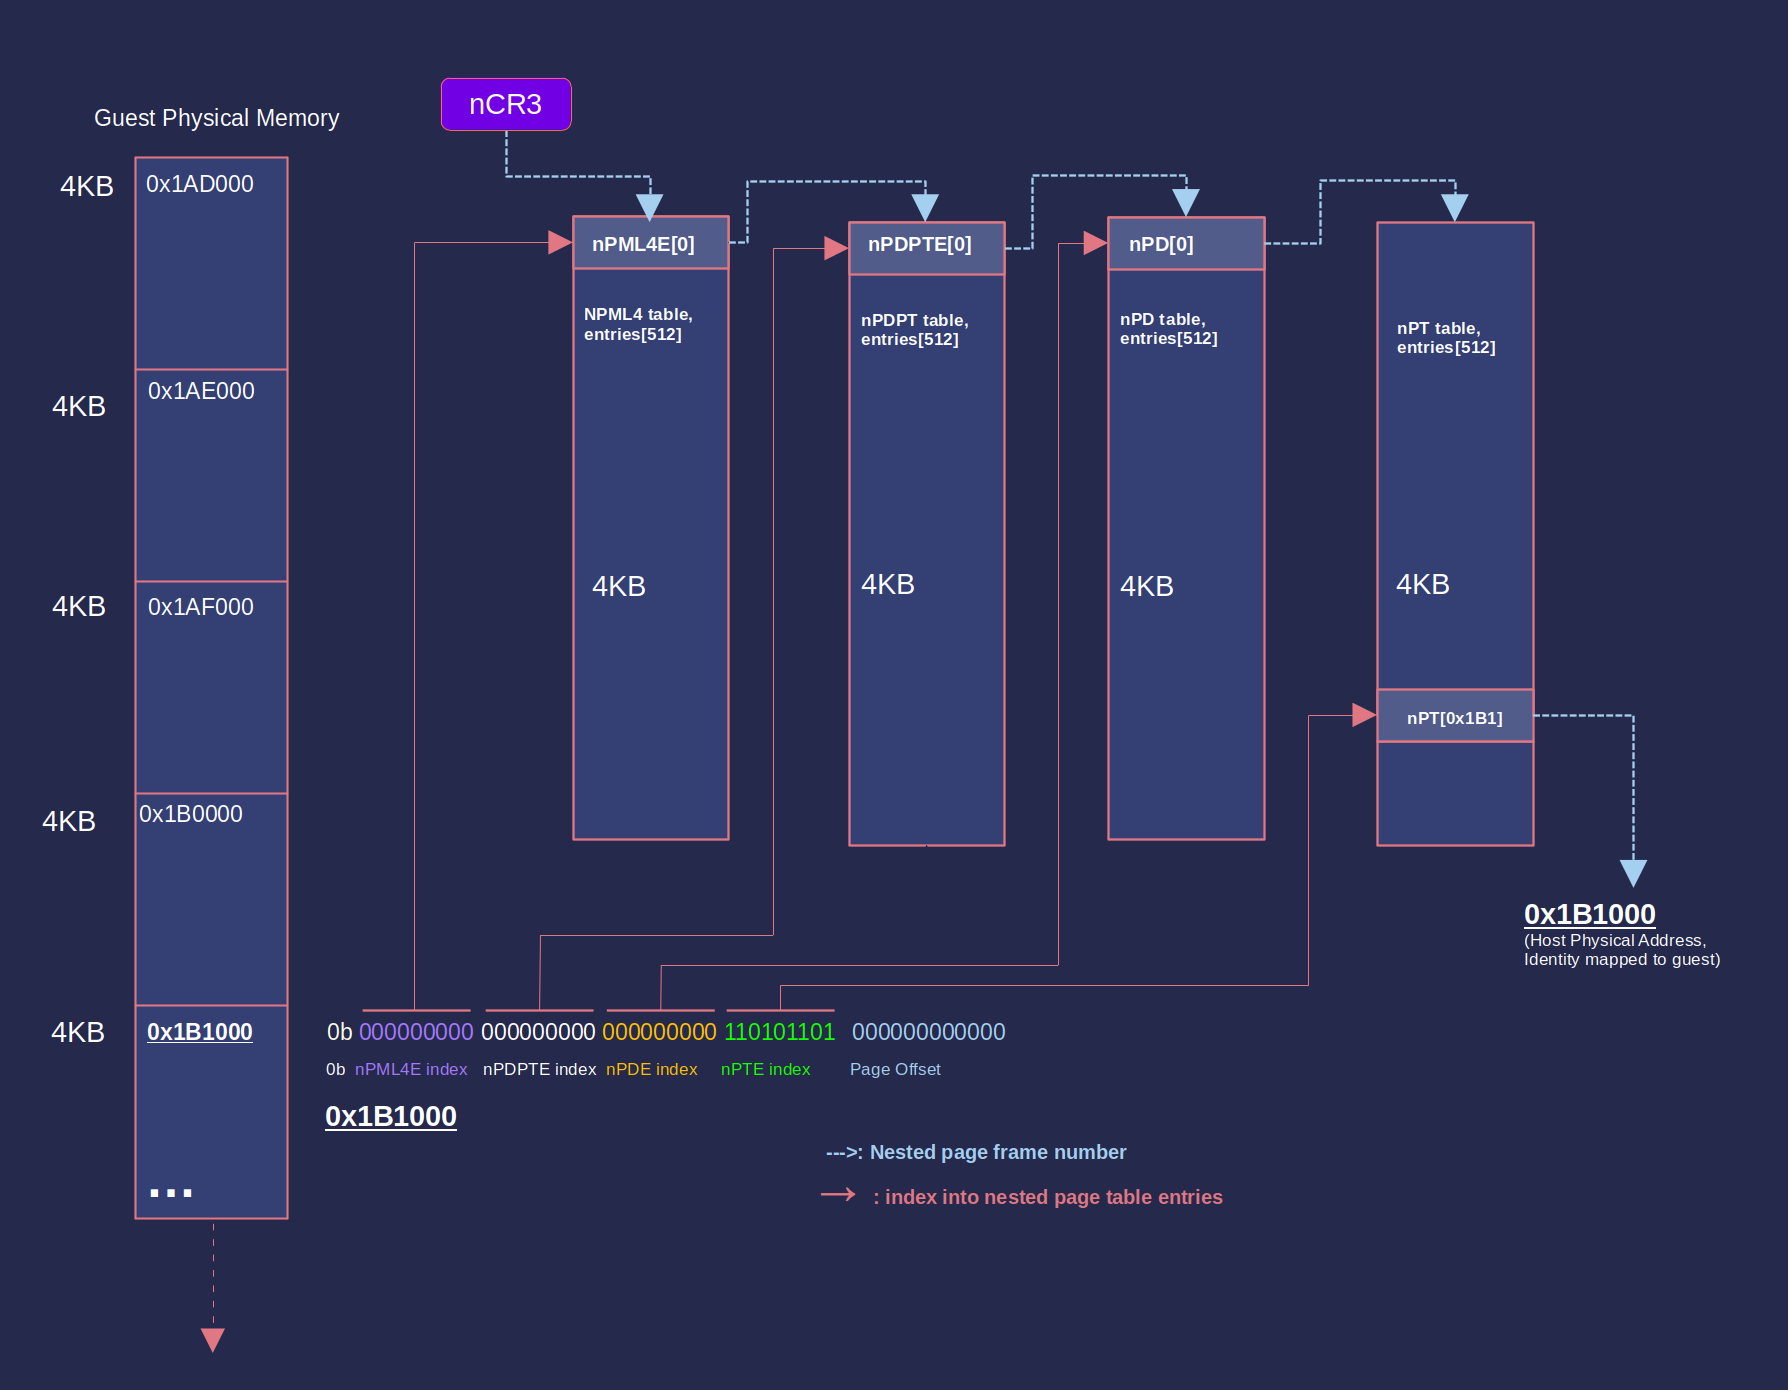 nCR3
Guest Physical Memory
4KB
0x1AD000
4KB
0x1AE000
4KB
0x1AF000
4KB
0x1B0000
4KB
0x1B1000
...
nPML4E[0]
NPML4 table,
entries[512]
4KB
nPDPTE[0]
nPDPT table,
entries[512]
4KB
nPD[0]
nPD table,
entries[512]
4KB
nPT table,
entries[512]
4KB
nPT[0x1B1]
0x1B1000
(Host Physical Address,
Identity mapped to guest)
0b 000000000 000000000 000000000 110101101 000000000000
0b nPML4E index nPDPTE index nPDE index nPTE index Page Offset
0x1B1000
--->: Nested page frame number
→ : index into nested page table entries